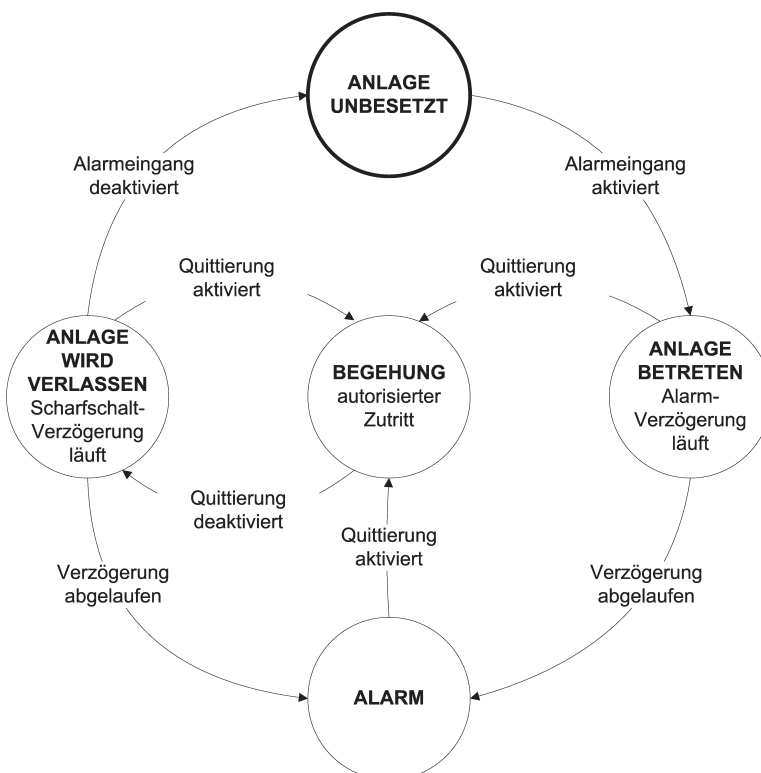 ANLAGE
UNBESETZT
Alarmeingang
deaktiviert
Alarmeingang
aktiviert
Quittierung
aktiviert
Quittierung
aktiviert
ANLAGE
WIRD
VERLASSEN
Scharfschalt-
Verzögerung
läuft
BEGEHUNG
autorisierter
Zutritt
ANLAGE
BETRETEN
Alarm-
Verzögerung
läuft
Quittierung
deaktiviert
Quittierung
aktiviert
Verzögerung
abgelaufen
Verzögerung
abgelaufen
ALARM